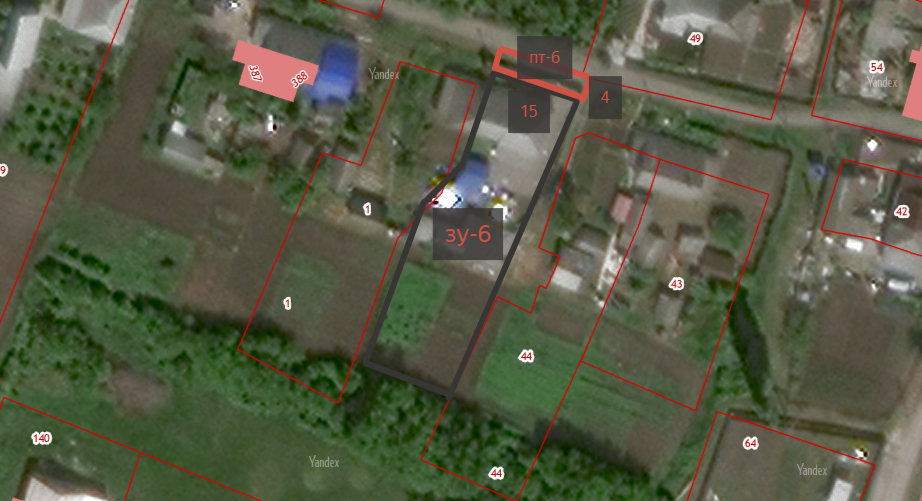 49
пт-6
54
387
388
Yandex
Yandex
4
15
9
1
42
зу-6
43
1
44
140
64
Yandex
Yandex
44